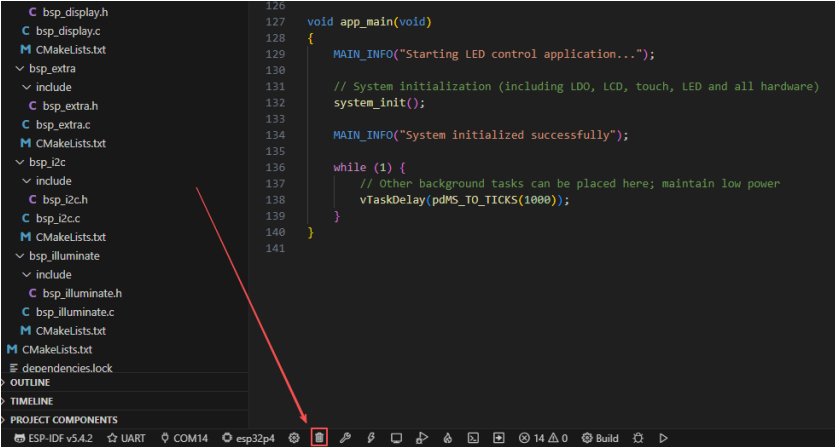 bsp_display.h
bsp_display.c
CMakeLists.txt
bsp_extra
include
bsp_extra.h
bsp_extra.c
CMakeLists.txt
bsp_i2c
include
bsp_i2c.h
bsp_i2c.c
CMakeLists.txt
bsp_illuminate
include
bsp_illuminate.h
bsp_illuminate.c
CMakeLists.txt
CMakeLists.txt
dependencies.lock
OUTLINE
TIMELINE
PROJECT COMPONENTS
126
127 void app_main(void)
128 {
129 MAIN_INFO("Starting LED control application...");
130
131 // System initialization (including LDO, LCD, touch, LED and all hardware)
132 system_init();
133
134 MAIN_INFO("System initialized successfully");
135
136 while (1) {
137 // Other background tasks can be placed here; maintain low power
138 vTaskDelay(pdMS_TO_TICKS(1000));
139 }
140 }
141
ESP-IDF v5.4.2 UART COM14 esp32p4 14 0 Build